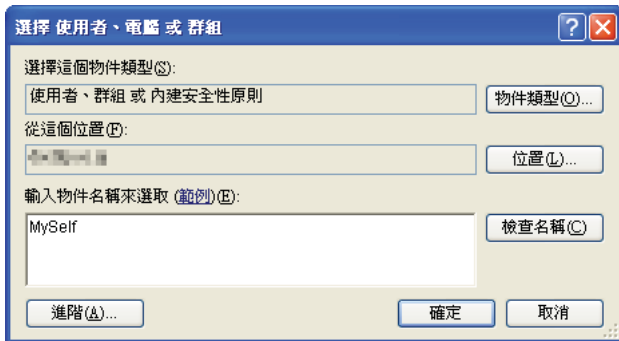 選擇 使用者、電腦 或 群組
選擇這個物件類型(S):
使用者、群組 或 內建安全性原則
物件類型(O)...
從這個位置(F):
位置(L)...
輸入物件名稱來選取 (範例)(E):
MySelf
檢查名稱(C)
進階(A)...
確定
取消